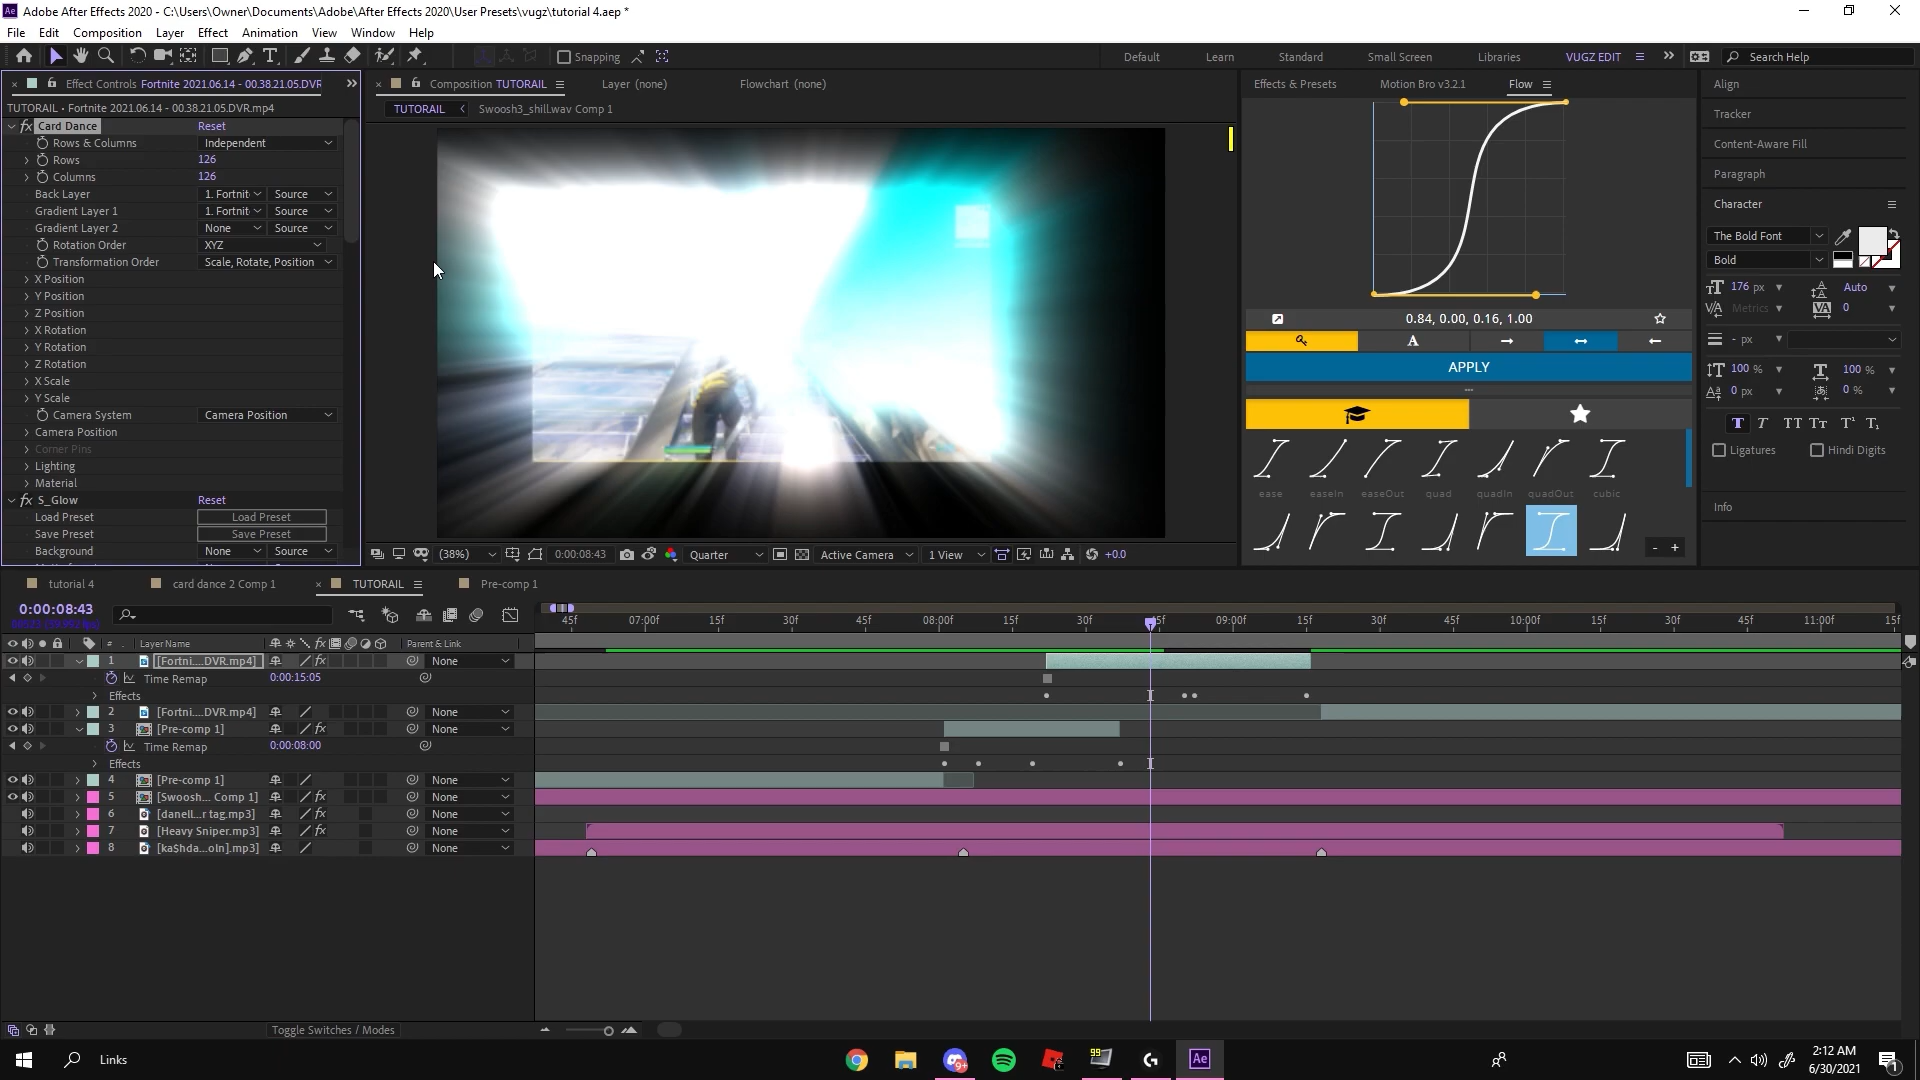 Adobe After Effects 2020 - C:\Users\Owner\Documents\Adobe\After Effects 2020\User Presets\vugz\tutorial 4.aep *
File Edit Composition Layer Effect Animation View Window Help
Snapping
Default Learn Standard Small Screen Libraries VUGZ EDIT Search Help
Effect Controls Fortnite 2021.06.14 - 00.38.21.05.DVR
Composition TUTORAIL Layer (none) Flowchart (none)
TUTORAIL Swoosh3_shill.wav Comp 1
TUTORAIL • Fortnite 2021.06.14 - 00.38.21.05.DVR.mp4
fx Card Dance Reset
Rows & Columns Independent
Rows 126
Columns 126
Back Layer 1. Fortnit Source
Gradient Layer 1 1. Fortnit Source
Gradient Layer 2 None Source
Rotation Order XYZ
Transformation Order Scale, Rotate, Position
X Position
Y Position
Z Position
X Rotation
Y Rotation
Z Rotation
X Scale
Y Scale
Camera System Camera Position
Camera Position
Corner Pins
Lighting
Material
fx S_Glow Reset
Load Preset Load Preset
Save Preset Save Preset
Background None Source
(38%) 0:00:08:43 Quarter Active Camera 1 View +0.0
Effects & Presets Motion Bro v3.2.1 Flow
0.84, 0.00, 0.16, 1.00
A
APPLY
ease easeIn easeOut quad quadIn quadOut cubic
- +
Align
Tracker
Content-Aware Fill
Paragraph
Character
The Bold Font
Bold
176 px Auto
Metrics 0
- px
100 % 100 %
0 px 0 %
T T TT Tт T¹ T₁
Ligatures Hindi Digits
Info
tutorial 4 card dance 2 Comp 1 TUTORAIL Pre-comp 1
0:00:08:43
# Layer Name Parent & Link
45f 07:00f 15f 30f 45f 08:00f 15f 30f 45f 09:00f 15f 30f 45f 10:00f 15f 30f 45f 11:00f 15f
1 [Fortni....DVR.mp4] None
Time Remap 0:00:15:05
Effects
2 [Fortni....DVR.mp4] None
3 [Pre-comp 1] None
Time Remap 0:00:08:00
Effects
4 [Pre-comp 1] None
5 [Swoosh... Comp 1] None
6 [danell...r tag.mp3] None
7 [Heavy Sniper.mp3] None
8 [ka$hda...oln].mp3] None
Toggle Switches / Modes
Links
9+
99
Ae
2:12 AM
6/30/2021
1